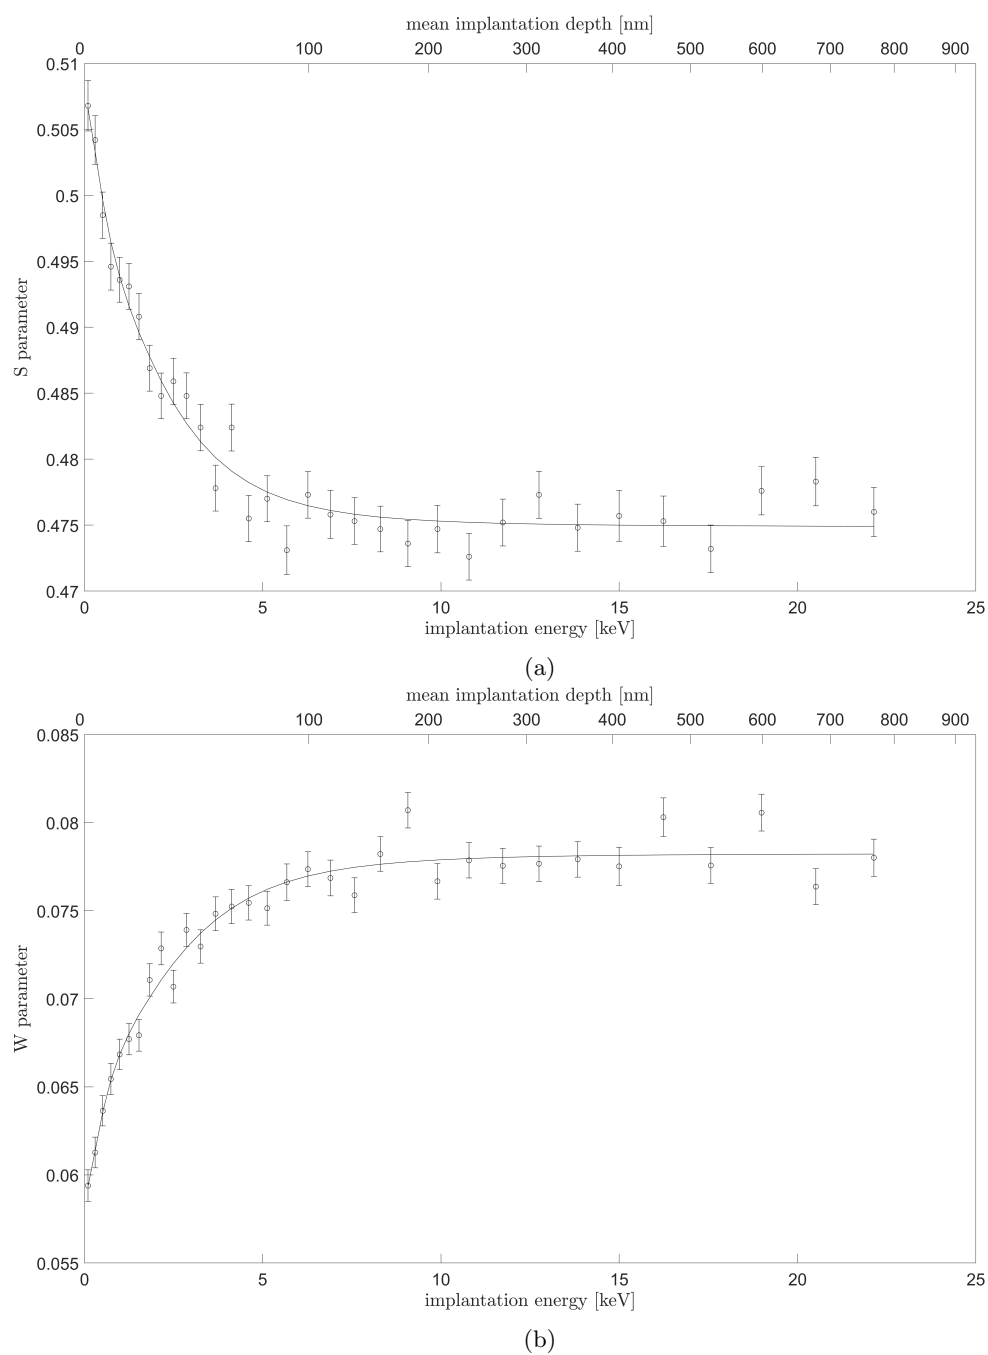 mean implantation depth [nm]
0 100 200 300 400 500 600 700 800 900
0.51
0.505
0.5
0.495
0.49
0.485
0.48
0.475
0.47
S parameter
0 5 10 15 20 25
implantation energy [keV]
(a)
mean implantation depth [nm]
0 100 200 300 400 500 600 700 800 900
0.085
0.08
0.075
0.07
0.065
0.06
0.055
W parameter
0 5 10 15 20 25
implantation energy [keV]
(b)